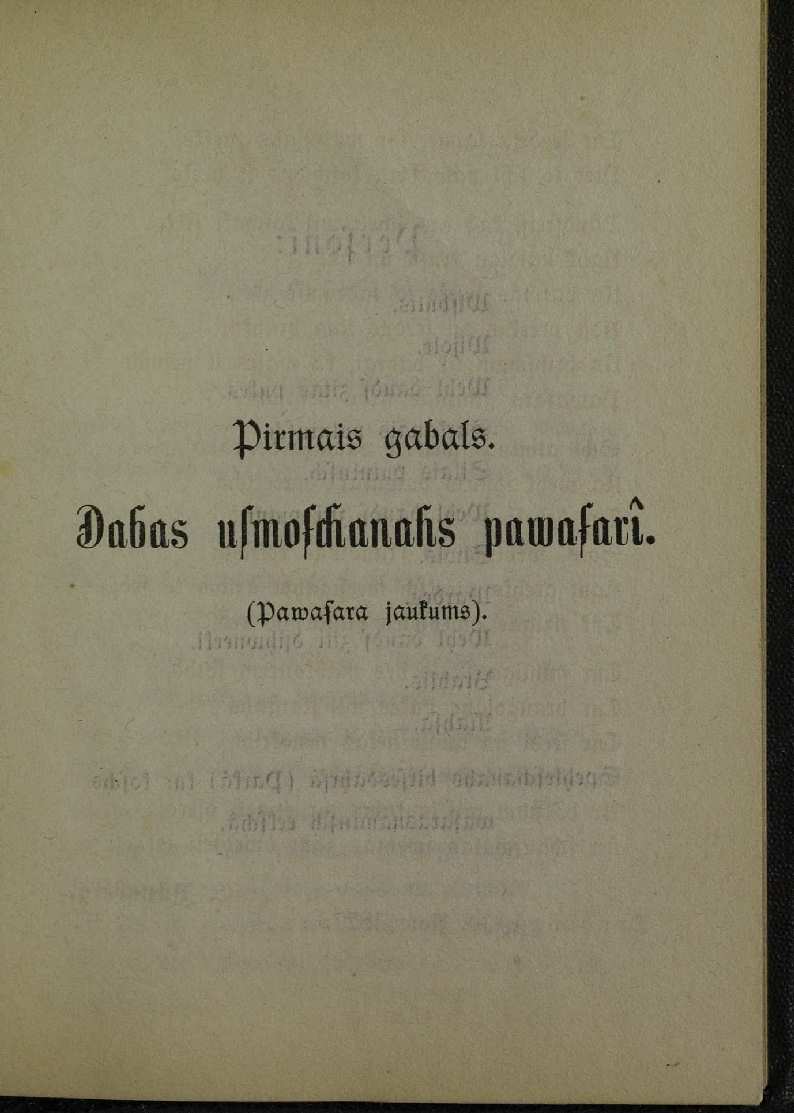 Pirmais gabals.
Dabas uſmoſchanahs pawaſarî.
(Pawaſara jaukums).